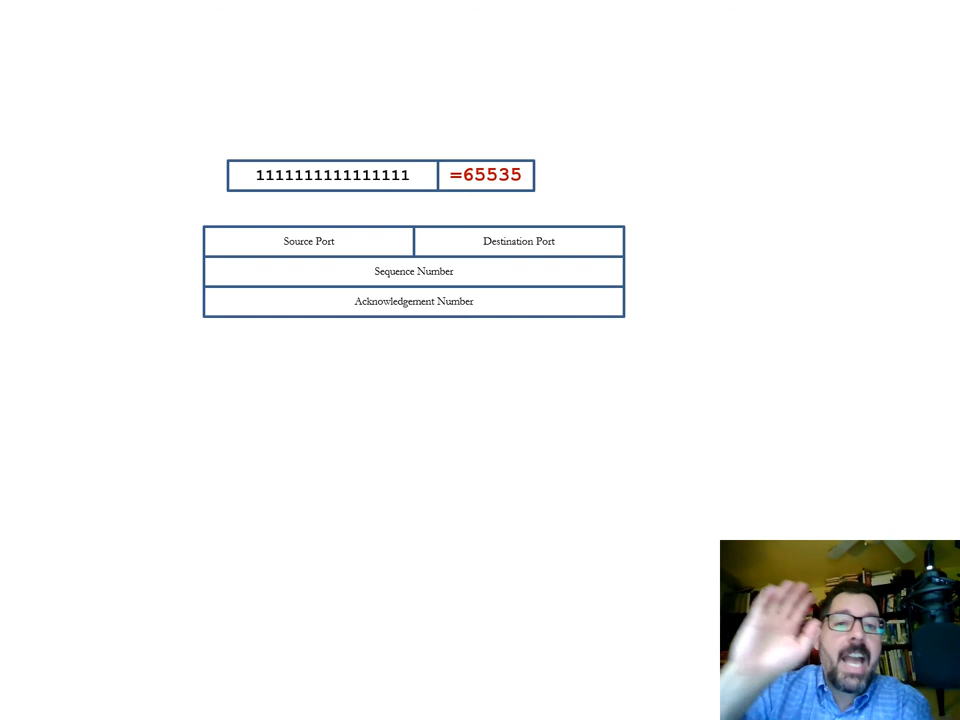 1111111111111111 =65535
Source Port Destination Port
Sequence Number
Acknowledgement Number